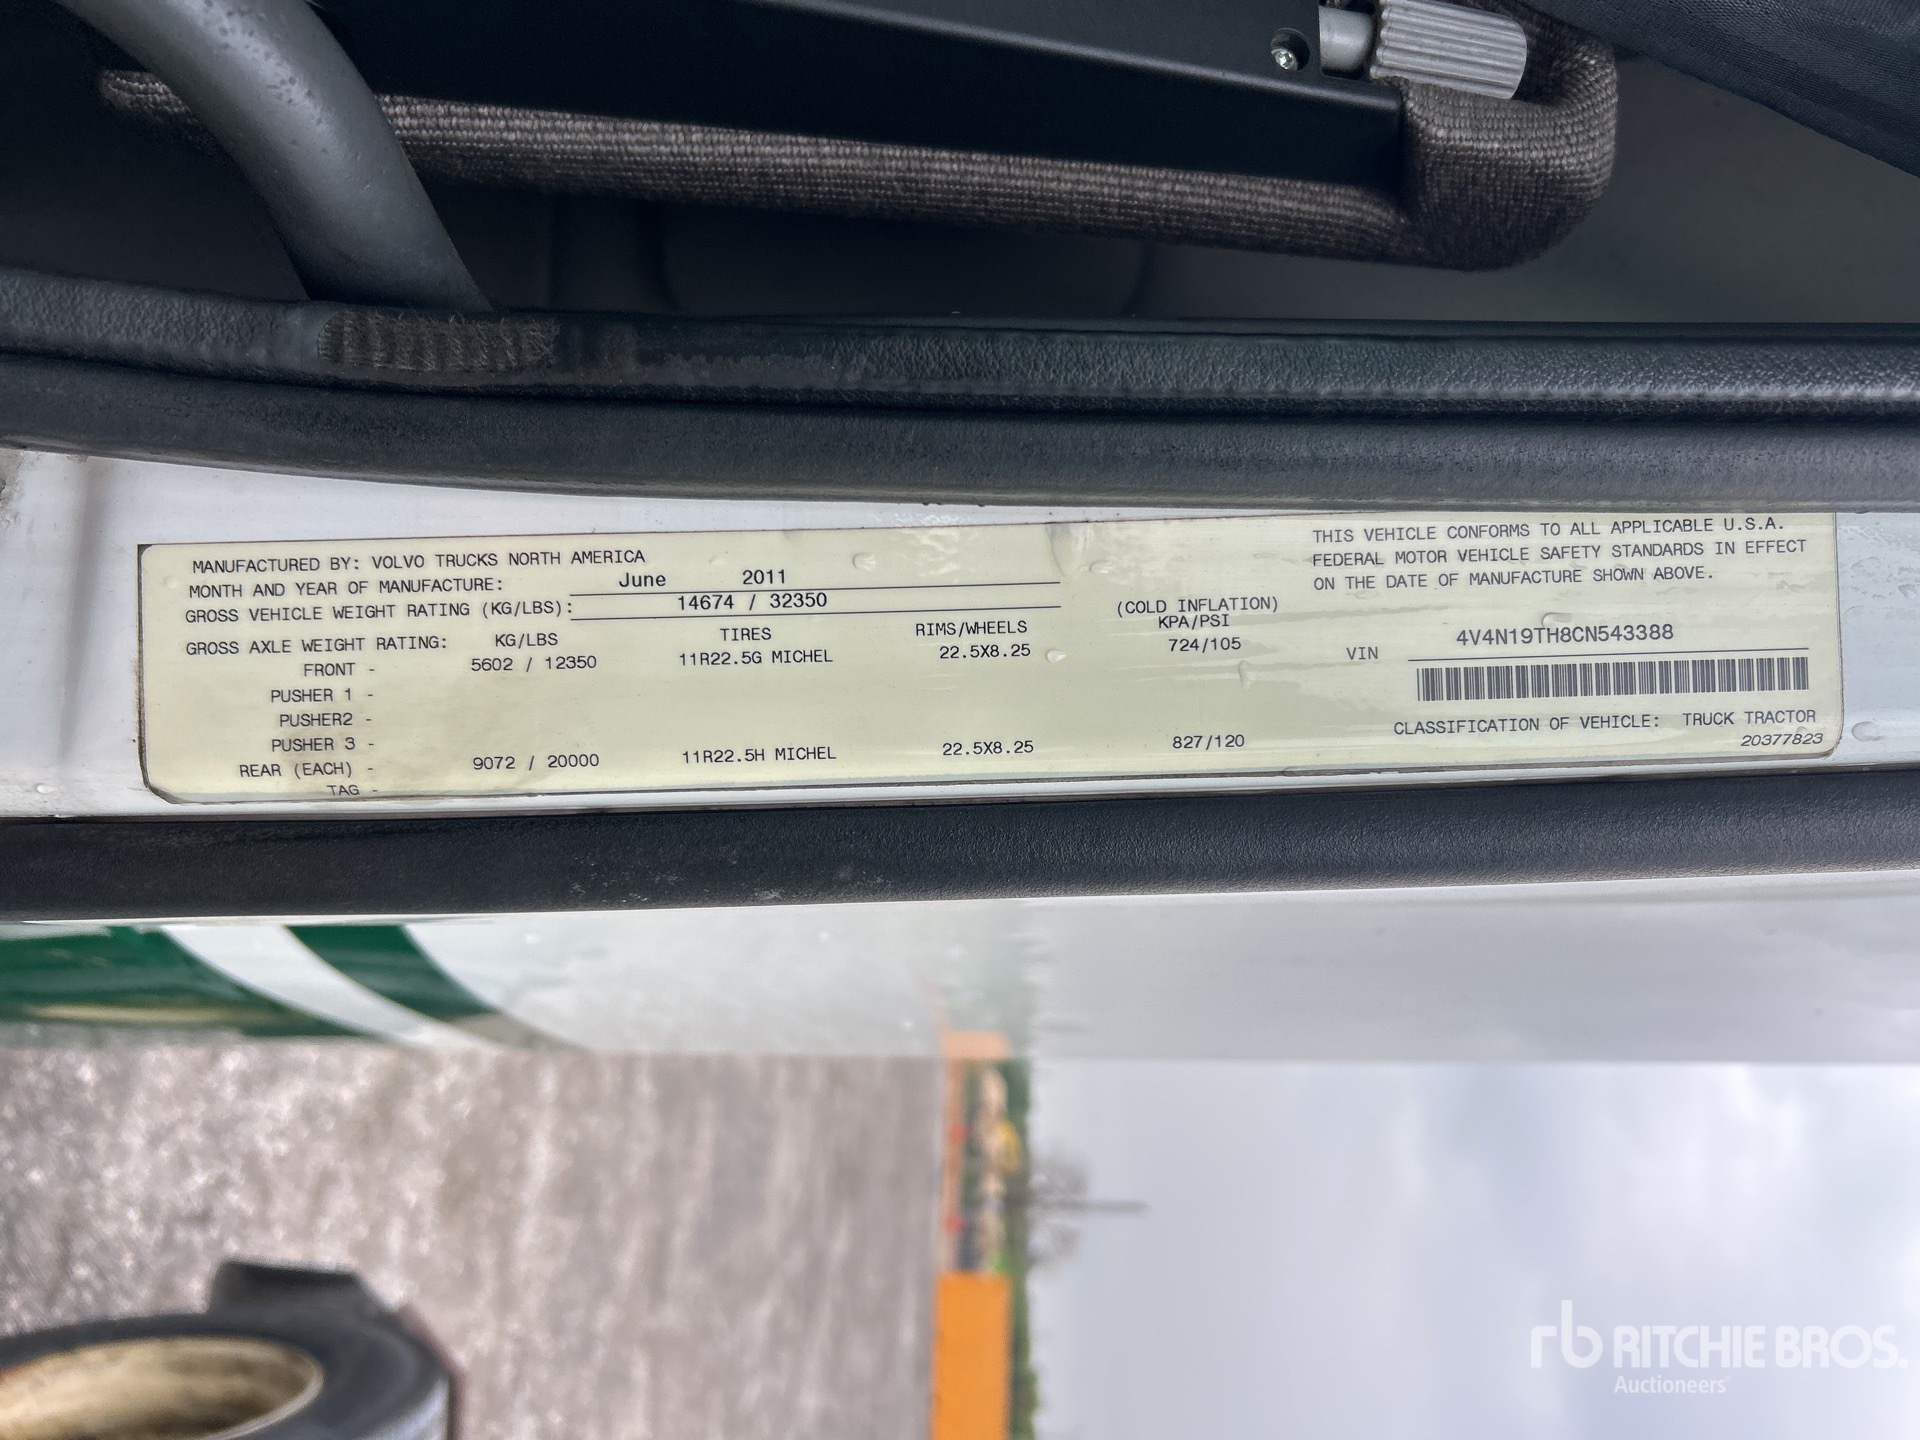 MANUFACTURED BY: VOLVO TRUCKS NORTH AMERICA
MONTH AND YEAR OF MANUFACTURE: June 2011
GROSS VEHICLE WEIGHT RATING (KG/LBS): 14674 / 32350
GROSS AXLE WEIGHT RATING: KG/LBS TIRES RIMS/WHEELS (COLD INFLATION) KPA/PSI
FRONT - 5602 / 12350 11R22.5G MICHEL 22.5X8.25 724/105
PUSHER 1 -
PUSHER2 -
PUSHER 3 -
REAR (EACH) - 9072 / 20000 11R22.5H MICHEL 22.5X8.25 827/120
TAG -
THIS VEHICLE CONFORMS TO ALL APPLICABLE U.S.A.
FEDERAL MOTOR VEHICLE SAFETY STANDARDS IN EFFECT
ON THE DATE OF MANUFACTURE SHOWN ABOVE.
VIN 4V4N19TH8CN543388
CLASSIFICATION OF VEHICLE: TRUCK TRACTOR
20377823
rb RITCHIE BROS.
Auctioneers